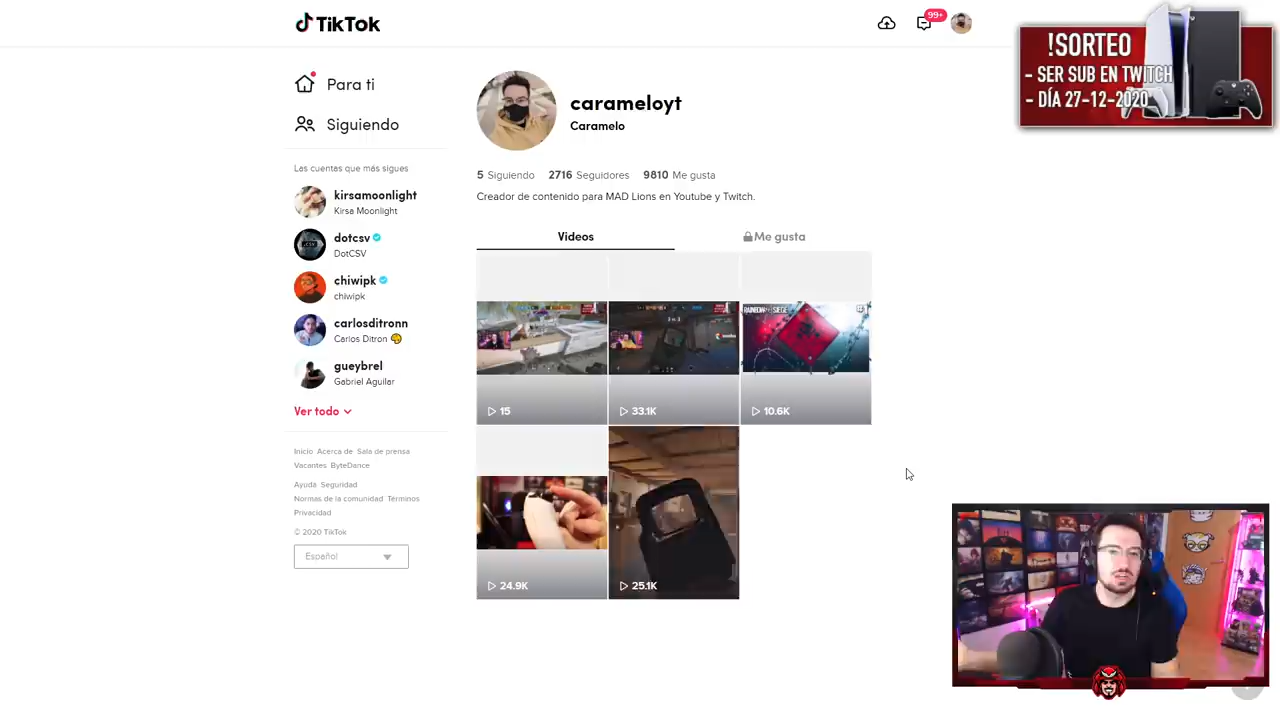 TikTok
99+
!SORTEO
- SER SUB EN TWITCH
- DÍA 27-12-2020
Para ti
Siguiendo
Las cuentas que más sigues
kirsamoonlight
Kirsa Moonlight
dotcsv
DotCSV
chiwipk
chiwipk
carlosditronn
Carlos Ditron
gueybrel
Gabriel Aguilar
Ver todo
Inicio Acerca de Sala de prensa
Vacantes ByteDance
Ayuda Seguridad
Normas de la comunidad Términos
Privacidad
© 2020 TikTok
Español
carameloyt
Caramelo
5 Siguiendo 2716 Seguidores 9810 Me gusta
Creador de contenido para MAD Lions en Youtube y Twitch.
Videos
Me gusta
15
33.1K
RAINBOW SIEGE
#1
10.6K
24.9K
25.1K